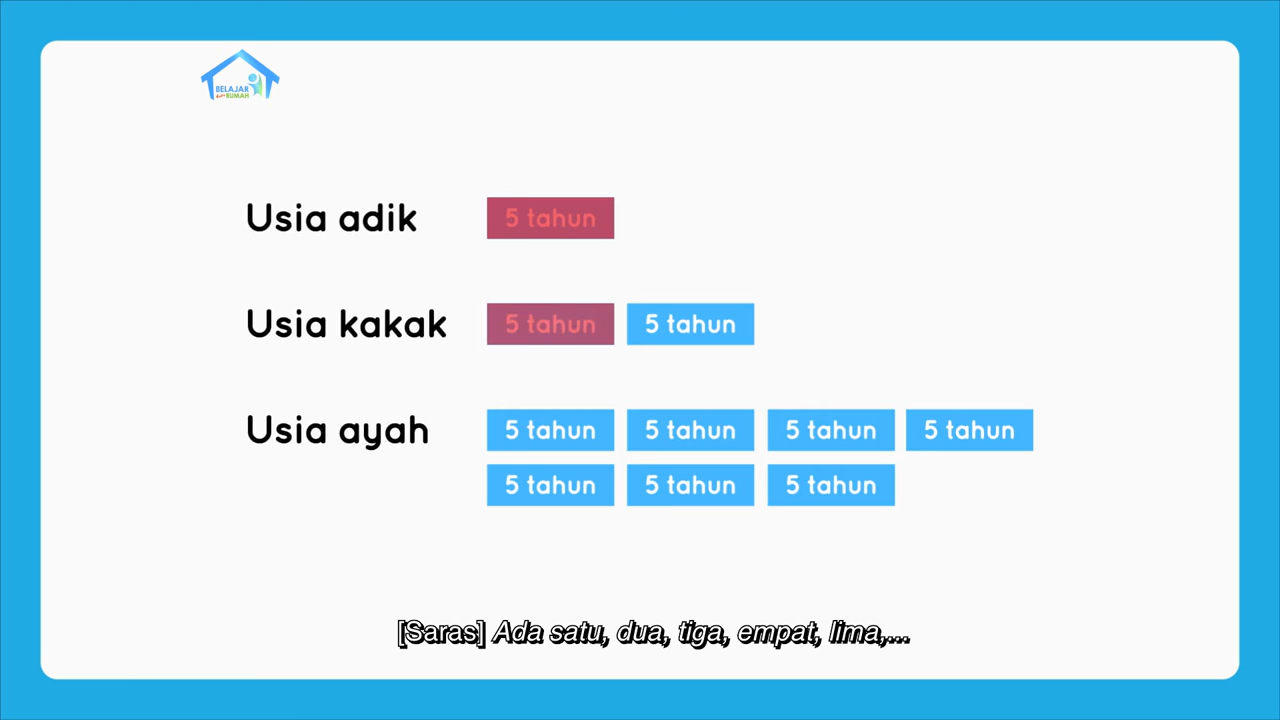 BELAJAR
dari RUMAH
Usia adik 5 tahun
Usia kakak 5 tahun 5 tahun
Usia ayah 5 tahun 5 tahun 5 tahun 5 tahun
5 tahun 5 tahun 5 tahun
[Saras] Ada satu, dua, tiga, empat, lima,...